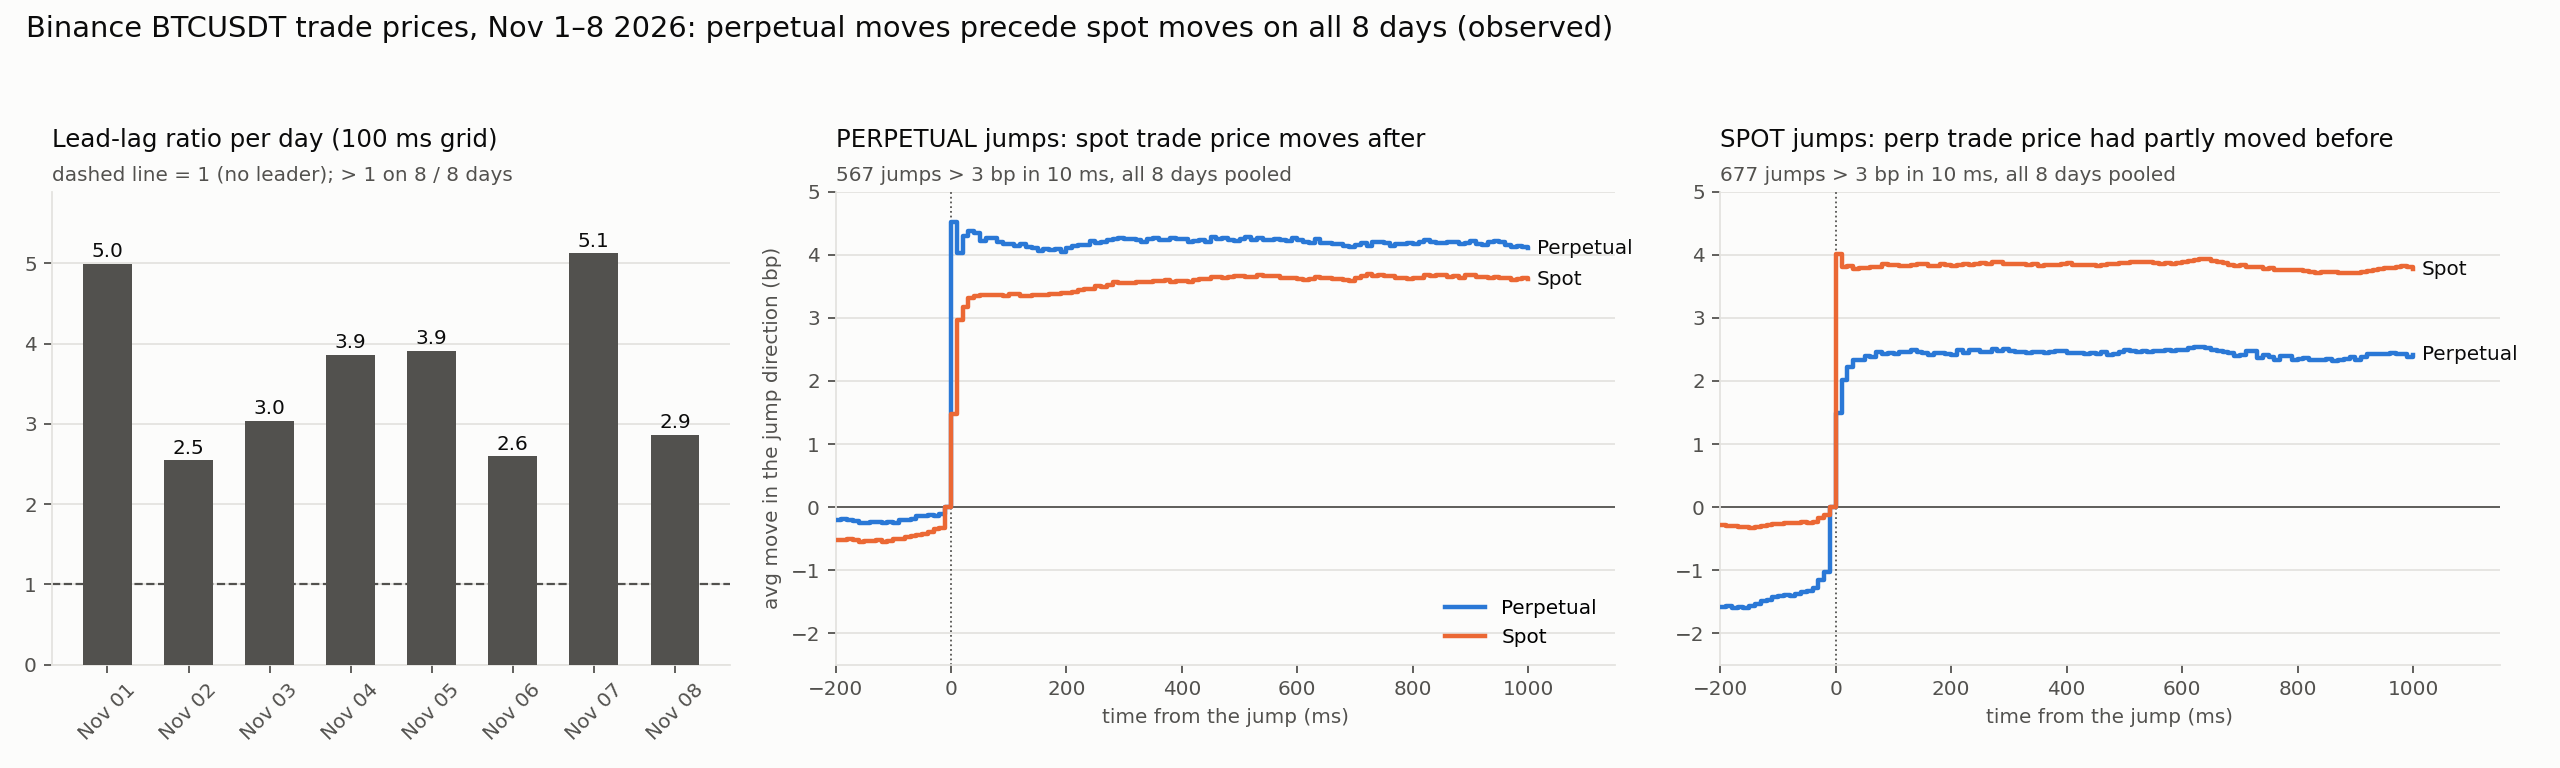 Binance BTCUSDT trade prices, Nov 1–8 2026: perpetual moves precede spot moves on all 8 days (observed)
Lead-lag ratio per day (100 ms grid)
dashed line = 1 (no leader); > 1 on 8 / 8 days
5
4
3
2
1
0
5.0
2.5
3.0
3.9
3.9
2.6
5.1
2.9
Nov 01
Nov 02
Nov 03
Nov 04
Nov 05
Nov 06
Nov 07
Nov 08
PERPETUAL jumps: spot trade price moves after
567 jumps > 3 bp in 10 ms, all 8 days pooled
avg move in the jump direction (bp)
5
4
3
2
1
0
−1
−2
Perpetual
Spot
Perpetual
Spot
−200
0
200
400
600
800
1000
time from the jump (ms)
SPOT jumps: perp trade price had partly moved before
677 jumps > 3 bp in 10 ms, all 8 days pooled
5
4
3
2
1
0
−1
−2
Spot
Perpetual
−200
0
200
400
600
800
1000
time from the jump (ms)